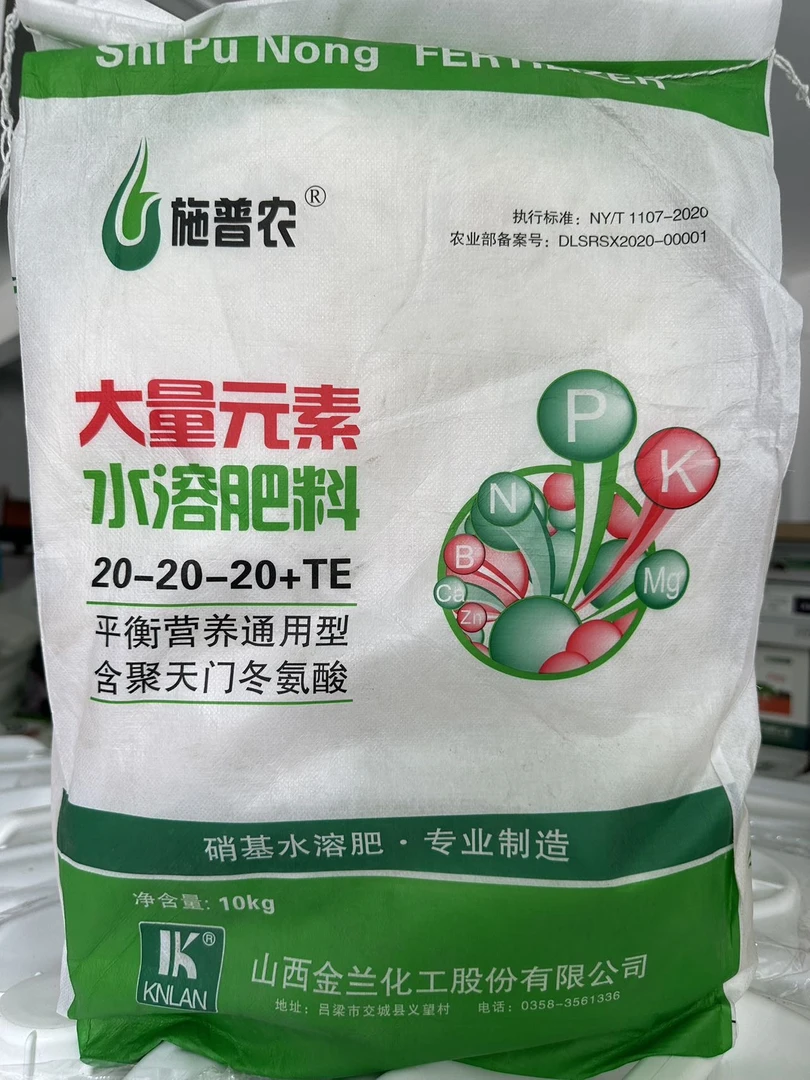 Shi Pu Nong FERTILIZER
施普农®
执行标准：NY/T 1107-2020
农业部备案号：DLSRSX2020-00001
大量元素
水溶肥料
20-20-20+TE
平衡营养通用型
含聚天门冬氨酸
P
K
N
B
Ca
Zn
Mg
硝基水溶肥·专业制造
净含量：10kg
K®
KNLAN
山西金兰化工股份有限公司
地址：吕梁市交城县义望村 电话：0358-3561336